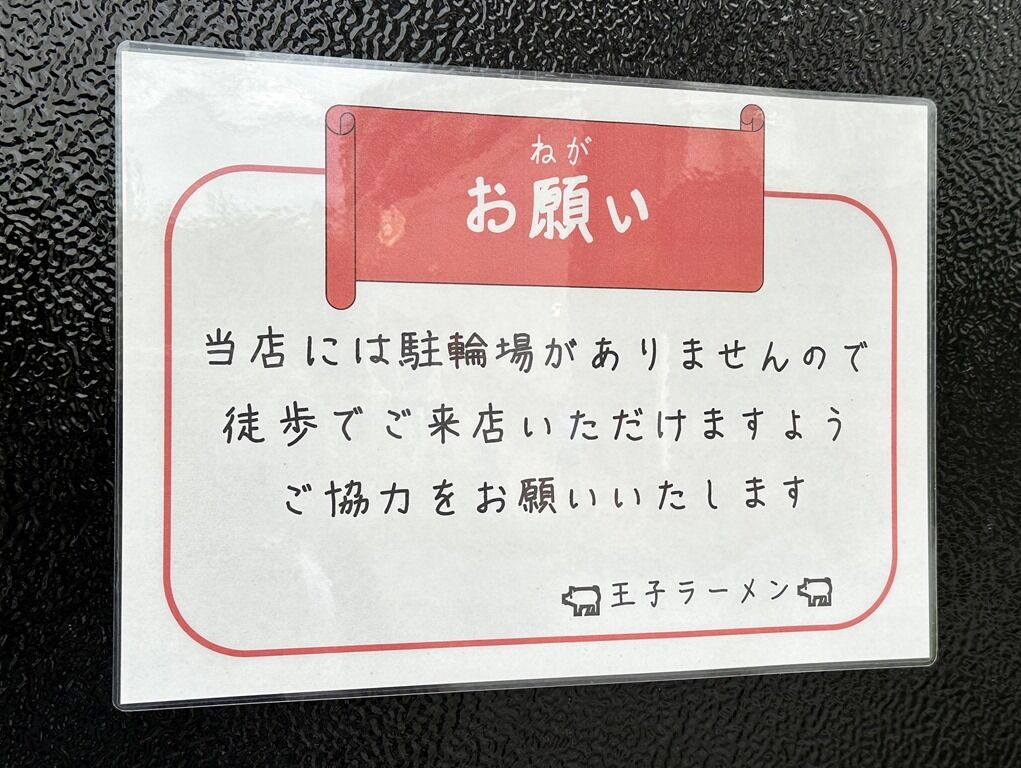 ねが
お願い
当店には駐輪場がありませんので
徒歩でご来店いただけますよう
ご協力をお願いいたします
王子ラーメン